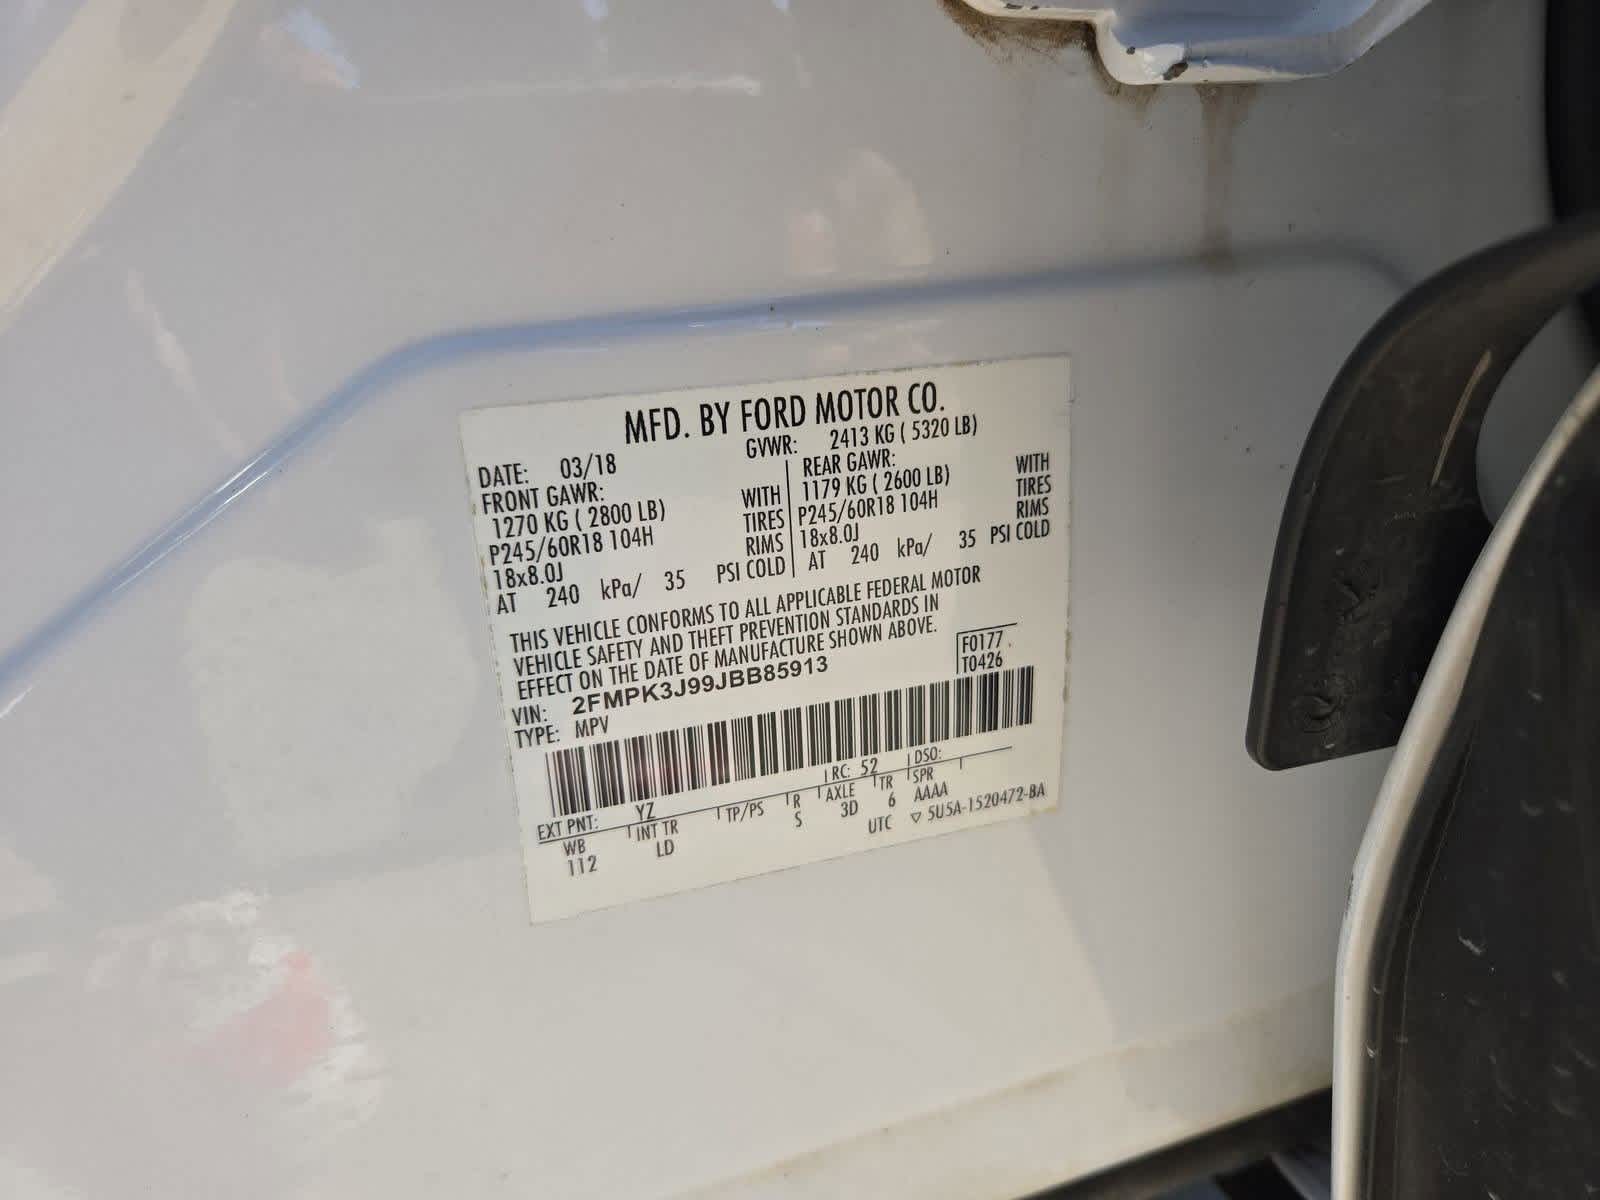 MFD. BY FORD MOTOR CO.
DATE: 03/18 GVWR: 2413 KG ( 5320 LB)
FRONT GAWR: REAR GAWR:
1270 KG ( 2800 LB) WITH 1179 KG ( 2600 LB) WITH
P245/60R18 104H TIRES P245/60R18 104H TIRES
18x8.0J RIMS 18x8.0J RIMS
AT 240 kPa/ 35 PSI COLD AT 240 kPa/ 35 PSI COLD
THIS VEHICLE CONFORMS TO ALL APPLICABLE FEDERAL MOTOR
VEHICLE SAFETY AND THEFT PREVENTION STANDARDS IN
EFFECT ON THE DATE OF MANUFACTURE SHOWN ABOVE.
VIN: 2FMPK3J99JBB85913 F0177
TYPE: MPV T0426
EXT PNT: YZ RC: 52 DSO:
WB INT TR TP/PS R AXLE TR SPR
112 LD S 3D 6 AAAA
UTC ▽ 5U5A-1520472-BA